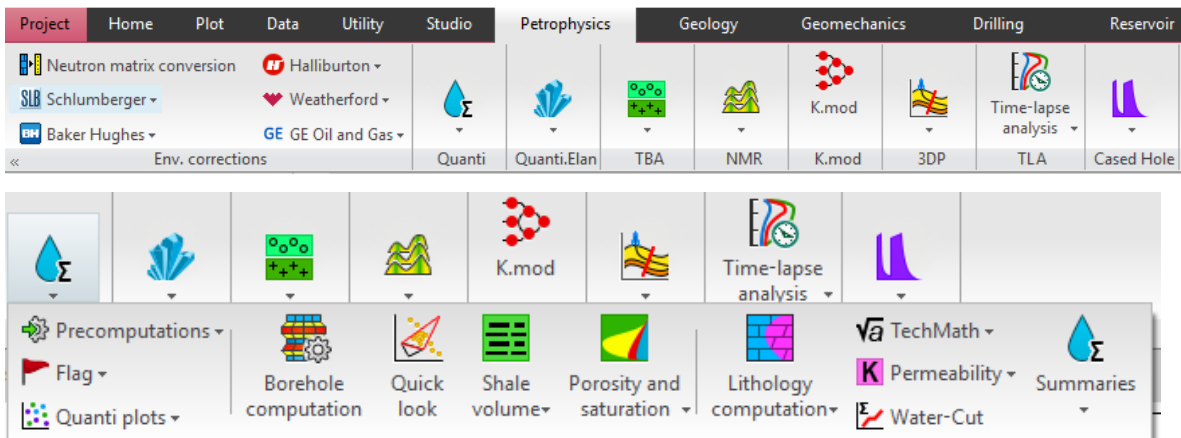 Project Home Plot Data Utility Studio Petrophysics Geology Geomechanics Drilling Reservoir
Neutron matrix conversion Halliburton
SLB Schlumberger Weatherford K.mod Time-lapse
BH Baker Hughes GE GE Oil and Gas analysis
« Env. corrections Quanti Quanti.Elan TBA NMR K.mod 3DP TLA Cased Hole
K.mod Time-lapse
analysis
Precomputations √a TechMath
Flag Borehole Quick Shale Porosity and Lithology K Permeability Summaries
Quanti plots computation look volume saturation computation Water-Cut